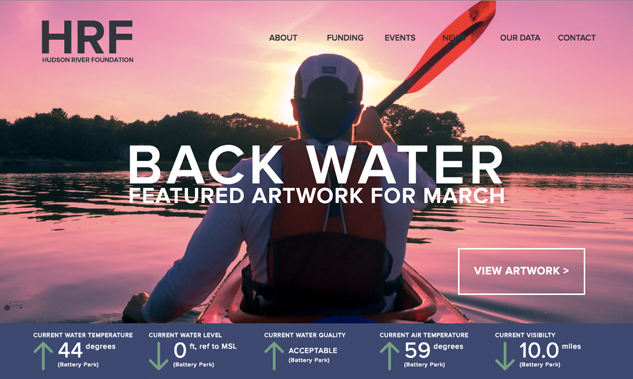 HRF
HUDSON RIVER FOUNDATION
ABOUT FUNDING EVENTS NEWS OUR DATA CONTACT
BACK WATER
FEATURED ARTWORK FOR MARCH
VIEW ARTWORK >
CURRENT WATER TEMPERATURE
44 degrees
(Battery Park)
CURRENT WATER LEVEL
0 ft, ref to MSL
(Battery Park)
CURRENT WATER QUALITY
ACCEPTABLE
(Battery Park)
CURRENT AIR TEMPERATURE
59 degrees
(Battery Park)
CURRENT VISIBILTY
10.0 miles
(Battery Park)